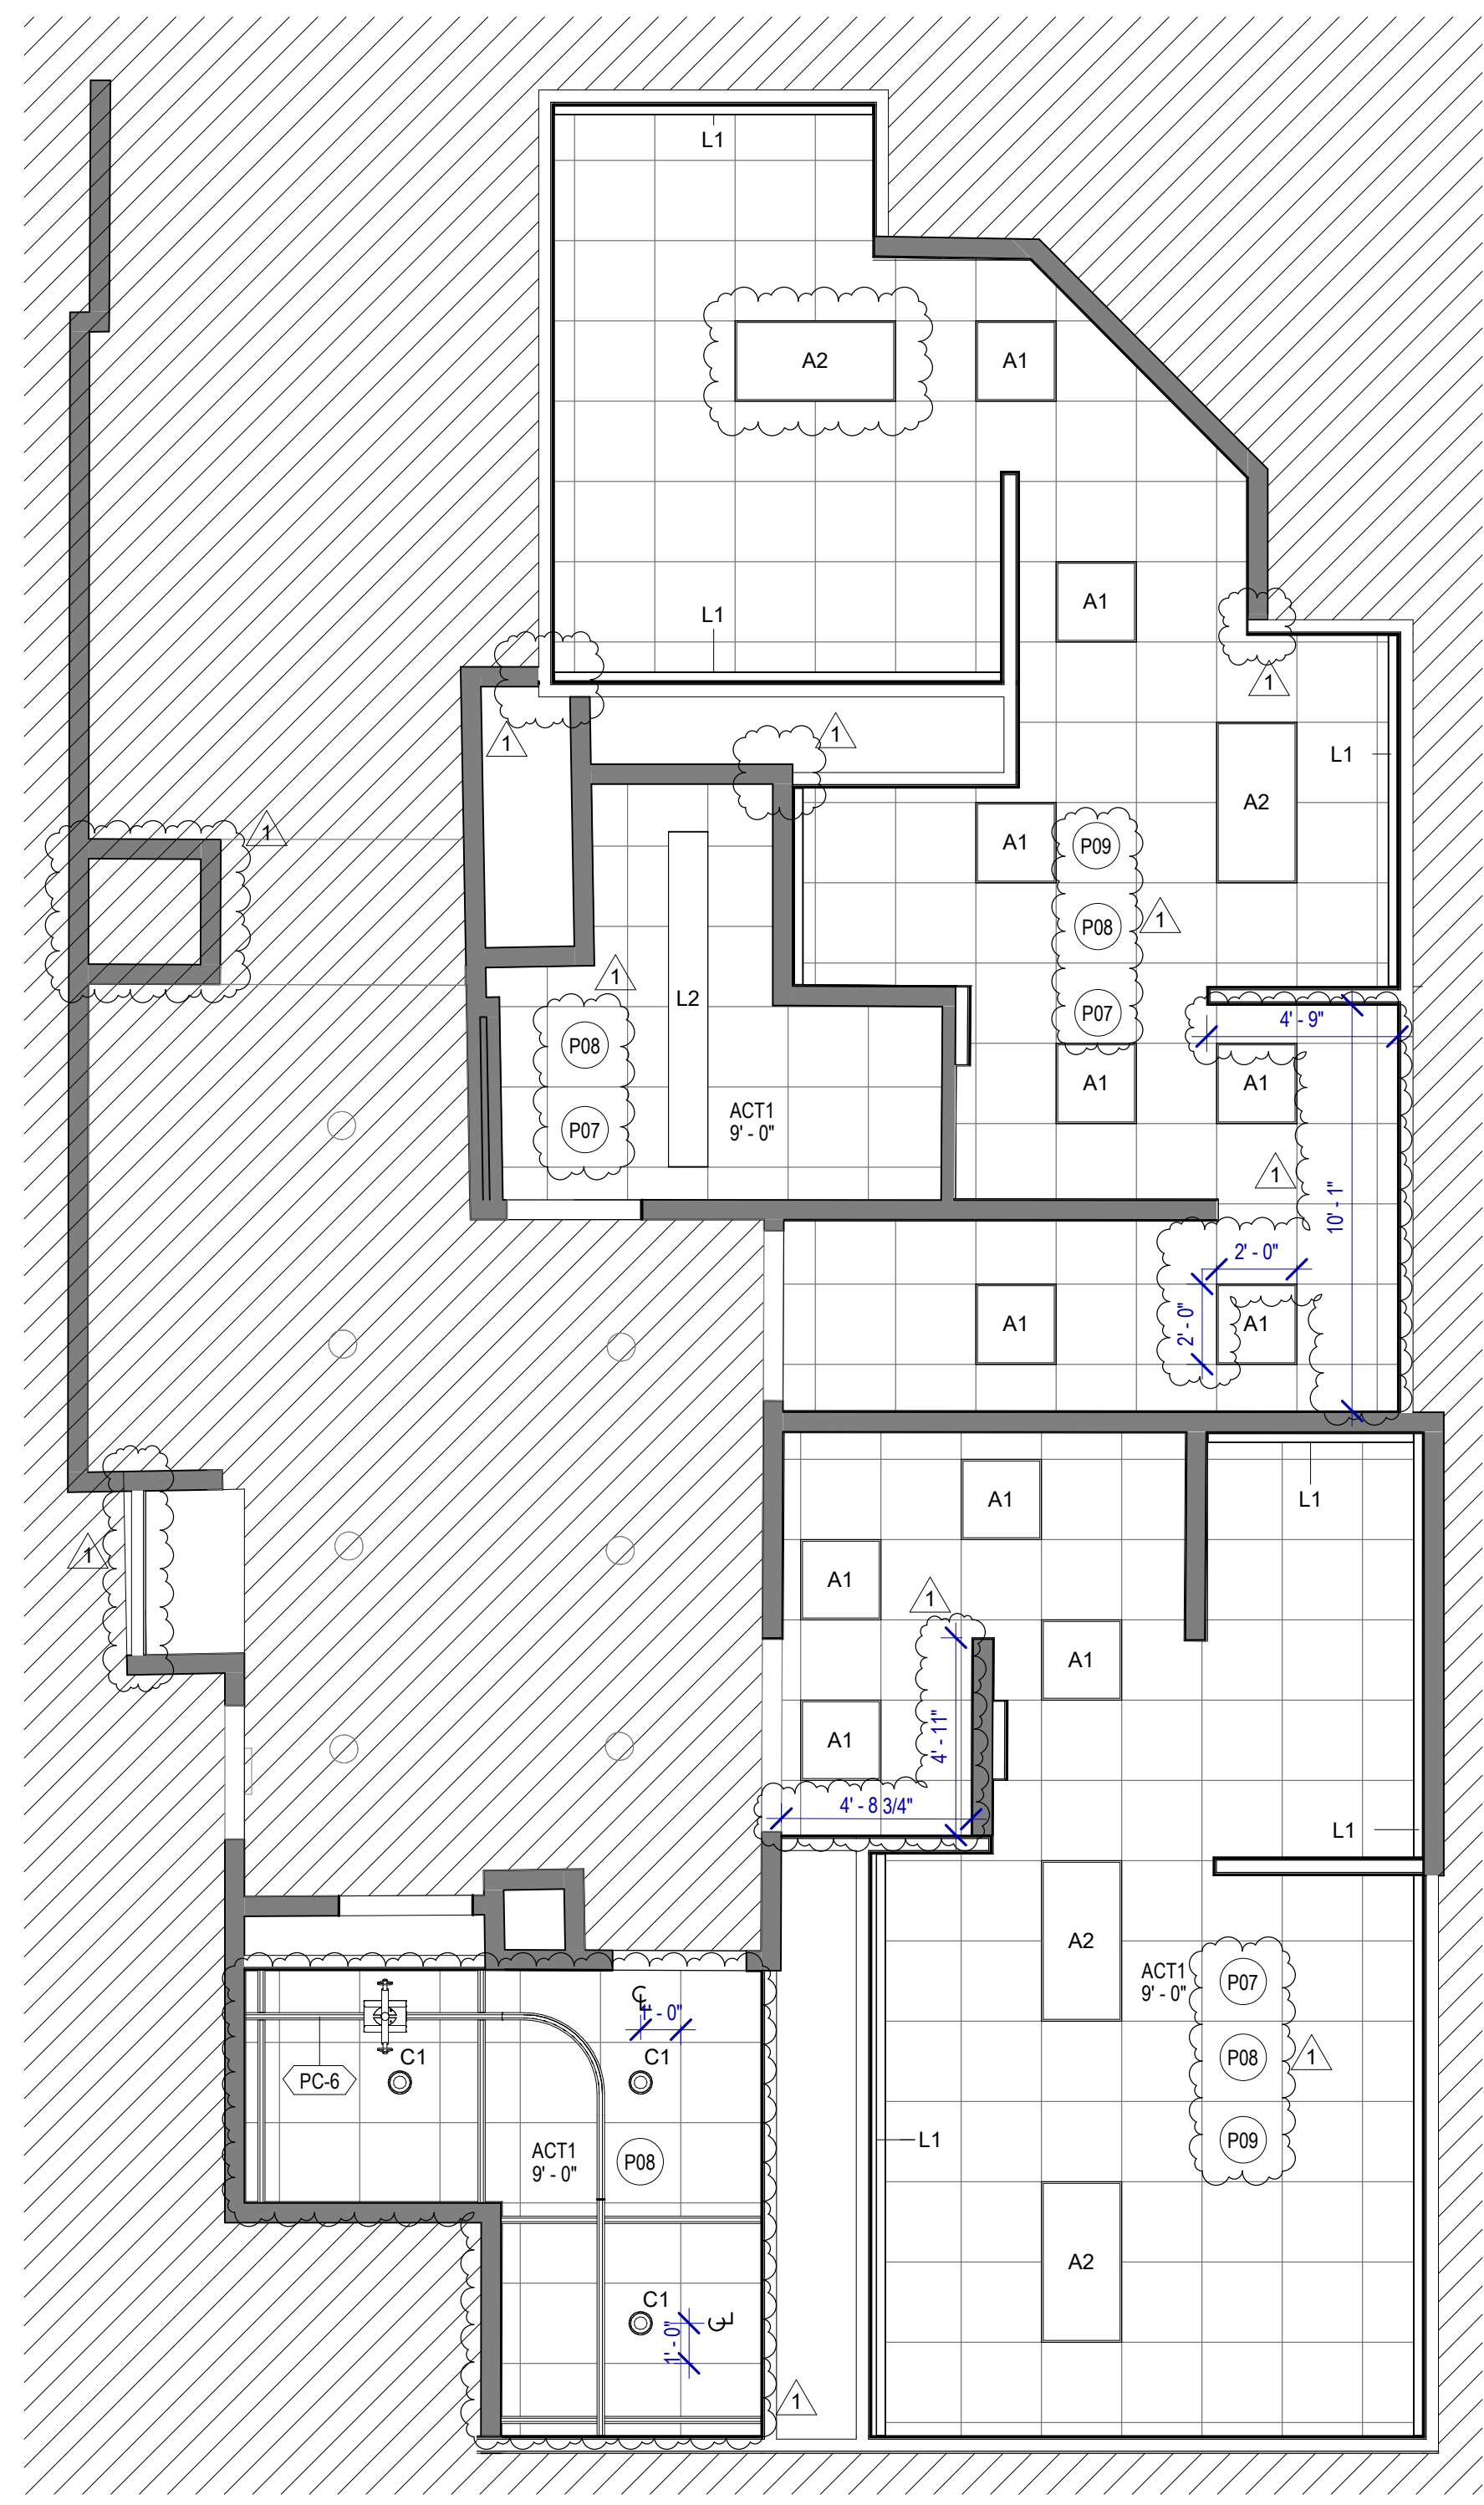 L1
A2
A1
A1
L1
1
1
1
L1
A2
A1
P09
1
P08
1
1
L2
P07
4' - 9"
P08
A1
A1
ACT1
9' - 0"
P07
1
10' - 1"
2' - 0"
A1
2' - 0"
A1
A1
L1
1
A1
1
A1
4' - 11"
A1
4' - 8 3/4"
L1
A2
ACT1
9' - 0"
P07
1' - 0"
C1
C1
P08
1
PC-6
ACT1
9' - 0"
P08
L1
P09
A2
C1
1' - 0"
1